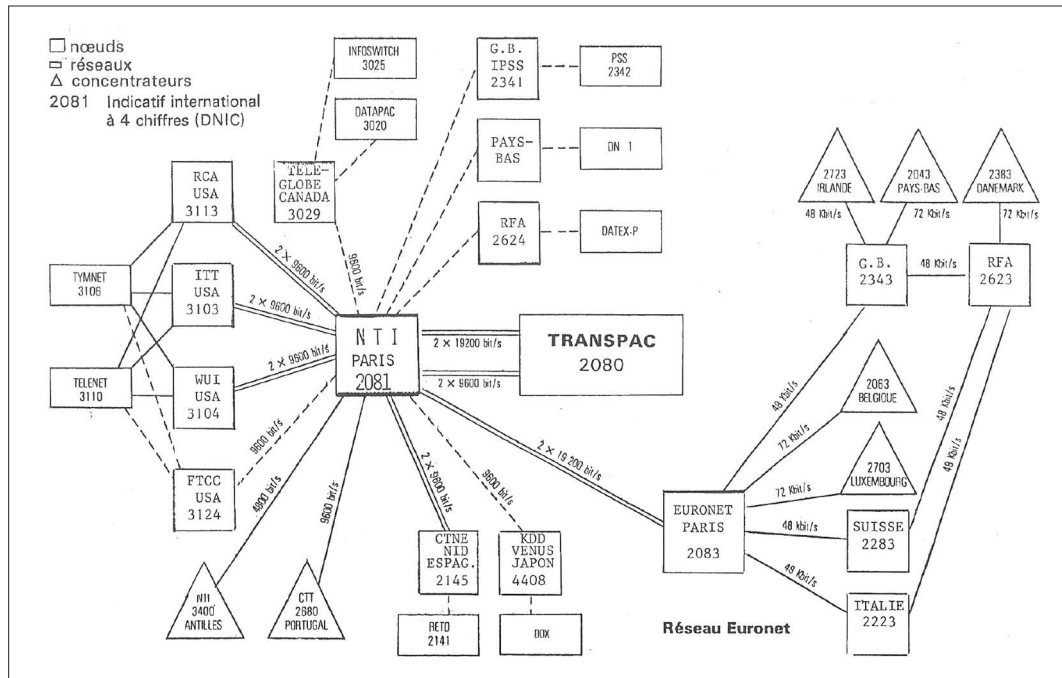 nœuds
réseaux
concentrateurs
2081 Indicatif international
à 4 chiffres (DNIC)
INFOSWITCH
3025
DATAPAC
3020
TELE-
GLOBE
CANADA
3029
G.B.
IPSS
2341
PSS
2342
PAYS-
BAS
DN 1
RFA
2624
DATEX-P
RCA
USA
3113
TYMNET
3106
ITT
USA
3103
TELENET
3110
WUI
USA
3104
FTCC
USA
3124
2 × 9600 bit/s
2 × 9600 bit/s
2 × 9600 bit/s
9600 bit/s
9600 bit/s
NTI
PARIS
2081
2 × 19200 bit/s
2 × 9600 bit/s
TRANSPAC
2080
4800 bit/s
9600 bit/s
2 × 9600 bit/s
9600 bit/s
2 × 19 200 bit/s
NTI
3400
ANTILLES
CTT
2680
PORTUGAL
CTNE
NID
ESPAG.
2145
RETD
2141
KDD
VENUS
JAPON
4408
DDX
2723
IRLANDE
2043
PAYS-BAS
2383
DANEMARK
48 Kbit/s
72 Kbit/s
72 Kbit/s
G.B.
2343
48 Kbit/s
RFA
2623
48 Kbit/s
2063
BELGIQUE
72 Kbit/s
2703
LUXEMBOURG
72 Kbit/s
48 Kbit/s
48 Kbit/s
EURONET
PARIS
2083
48 kbit/s
SUISSE
2283
48 Kbit/s
ITALIE
2223
Réseau Euronet